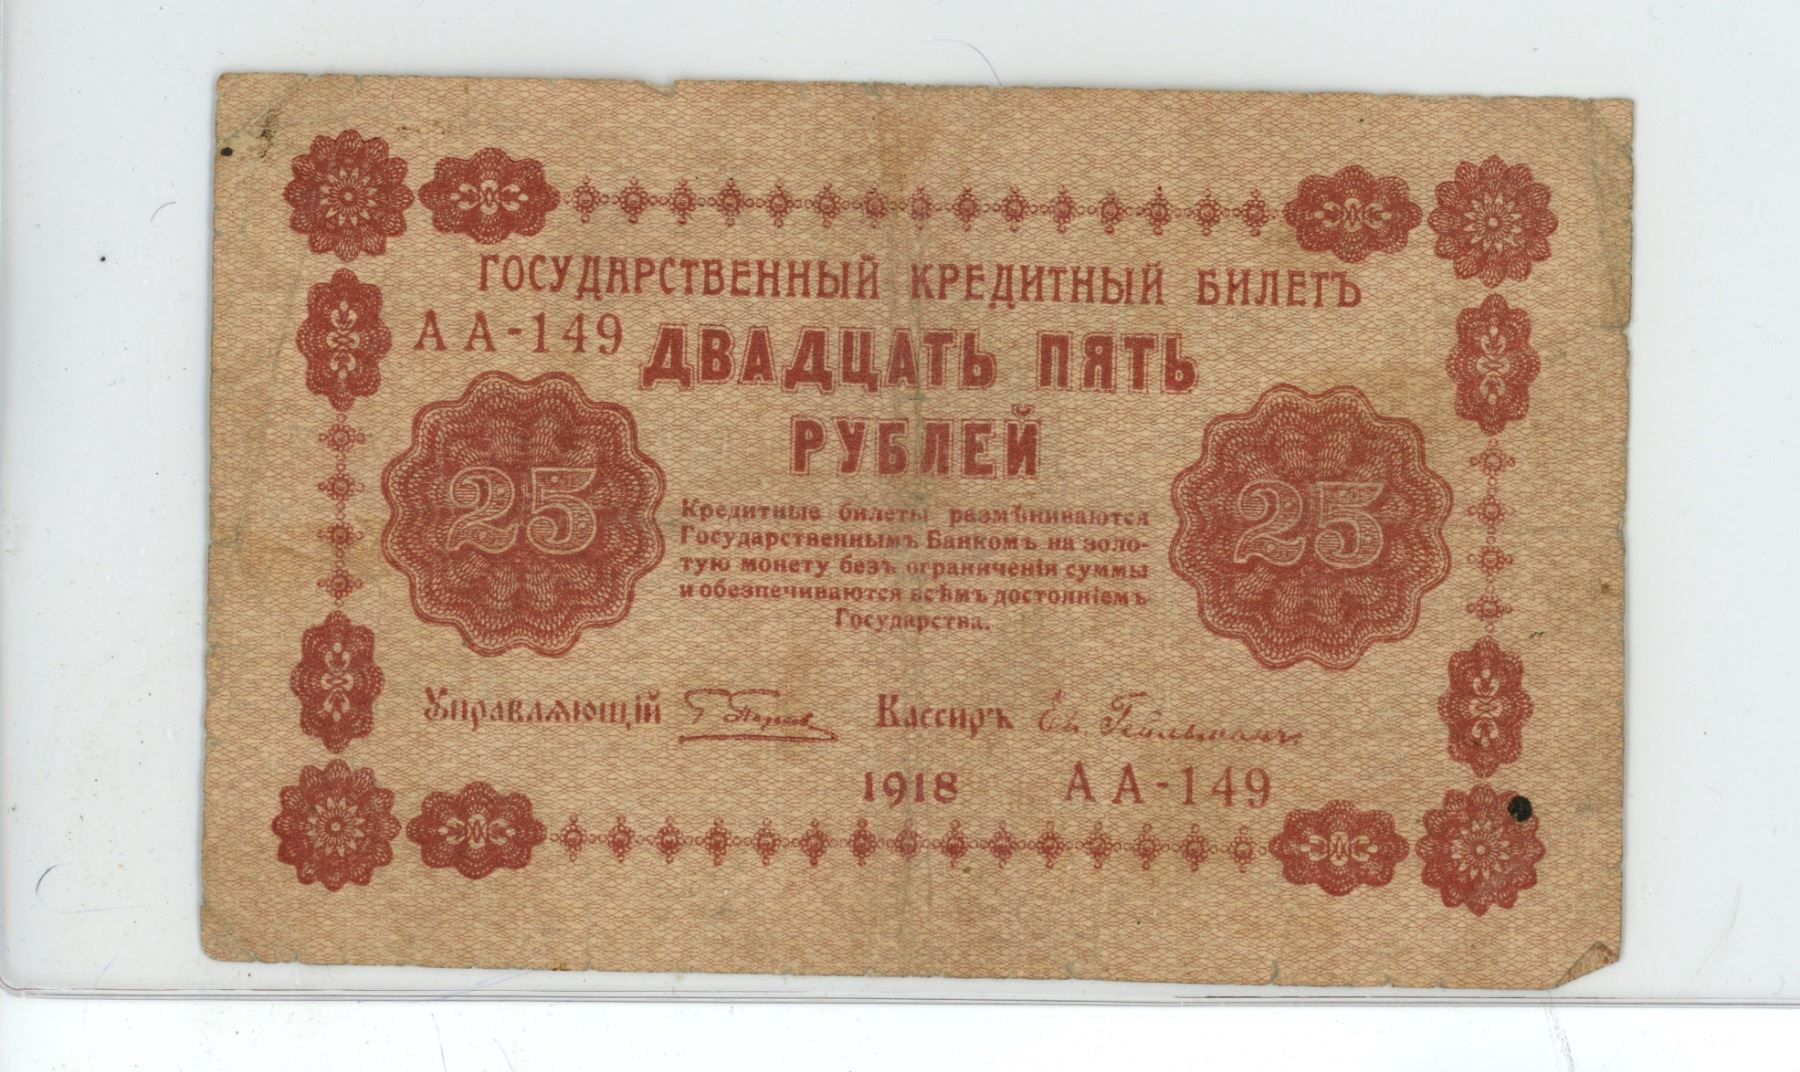 ГОСУДАРСТВЕННЫЙ КРЕДИТНЫЙ БИЛЕТЪ
АА-149
ДВАДЦАТЬ ПЯТЬ
РУБЛЕЙ
25
25
Кредитные билеты размѣниваются
Государственнымъ Банкомъ на золо-
тую монету безъ ограниченія суммы
и обезпечиваются всѣмъ достояніемъ
Государства.
Управляющій
Кассиръ
1918 АА-149